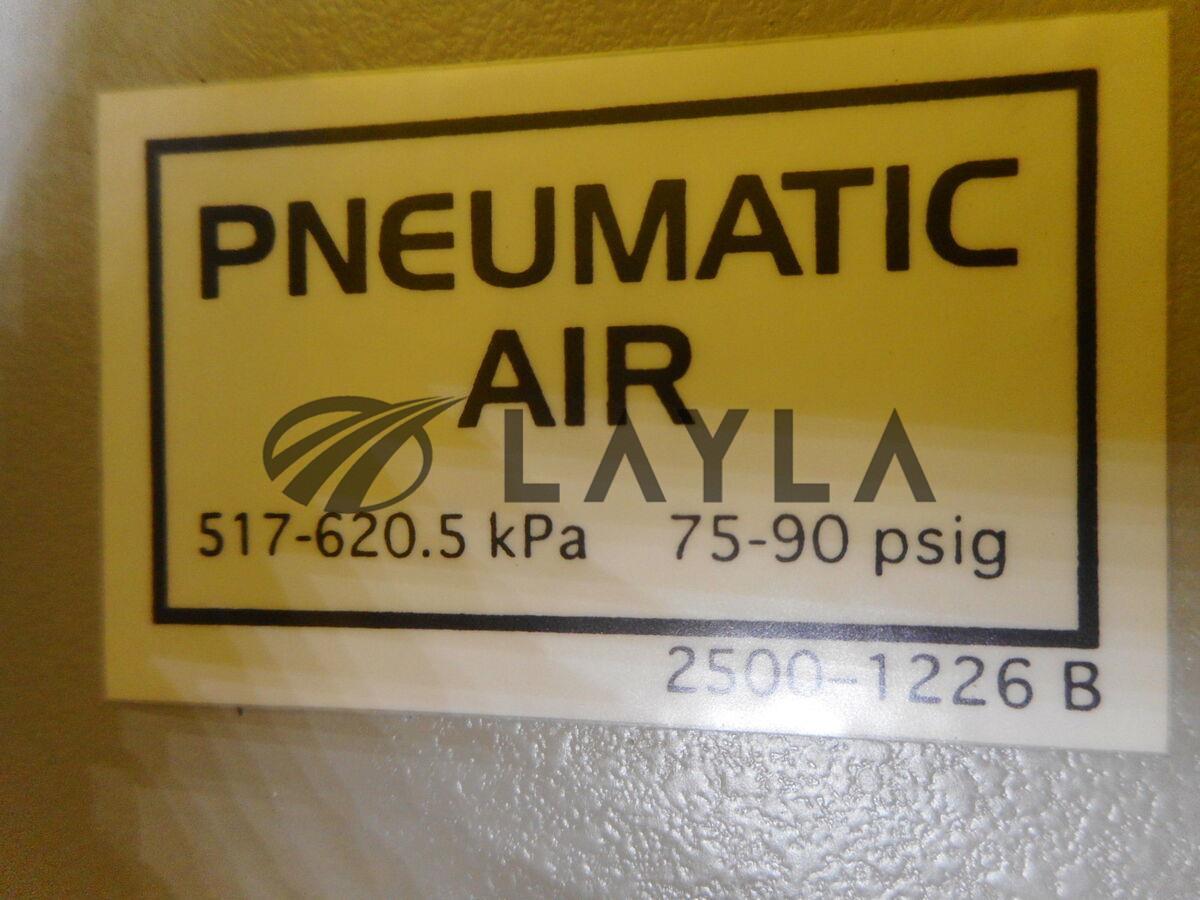 PNEUMATIC
AIR
LAYLA
517-620.5 kPa 75-90 psig
2500-1226 B